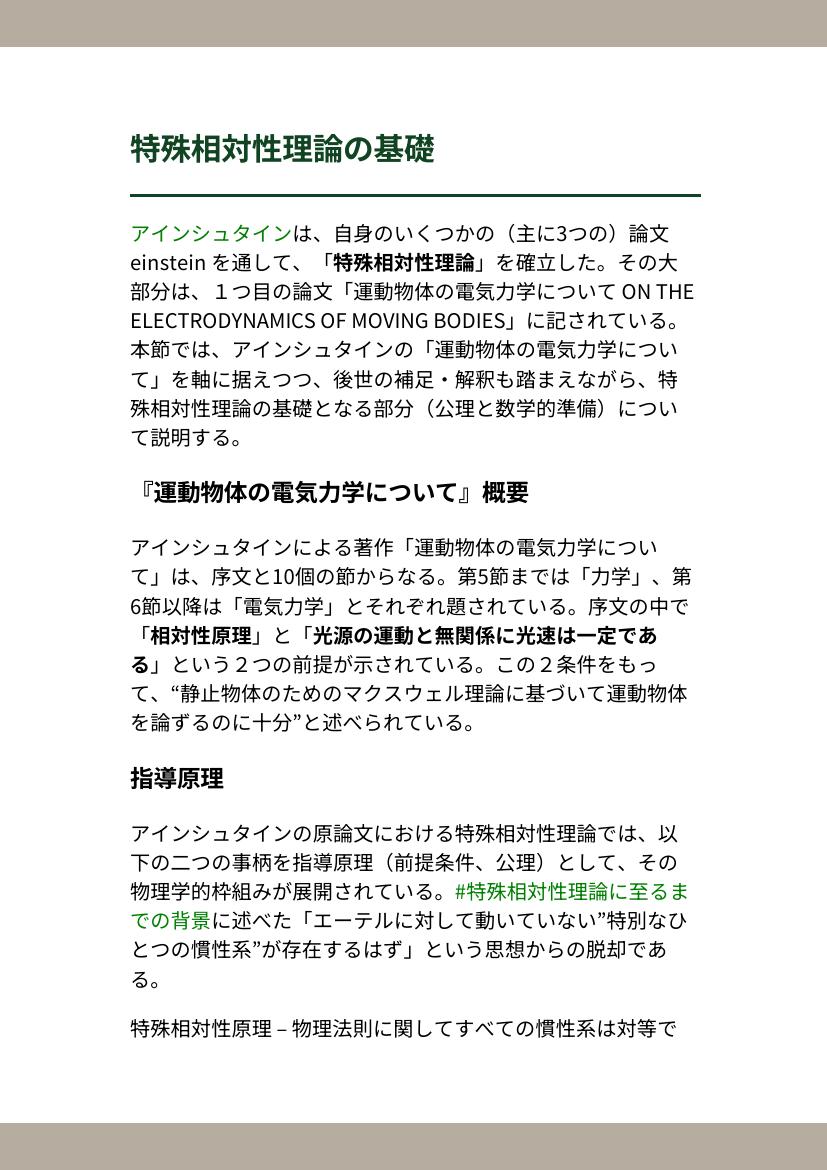 特殊相対性理論の基礎
アインシュタインは、自身のいくつかの（主に3つの）論文
einstein を通して、「特殊相対性理論」を確立した。その大
部分は、１つ目の論文「運動物体の電気力学について ON THE
ELECTRODYNAMICS OF MOVING BODIES」に記されている。
本節では、アインシュタインの「運動物体の電気力学につい
て」を軸に据えつつ、後世の補足・解釈も踏まえながら、特
殊相対性理論の基礎となる部分（公理と数学的準備）につい
て説明する。
『運動物体の電気力学について』概要
アインシュタインによる著作「運動物体の電気力学につい
て」は、序文と10個の節からなる。第5節までは「力学」、第
6節以降は「電気力学」とそれぞれ題されている。序文の中で
「相対性原理」と「光源の運動と無関係に光速は一定であ
る」という２つの前提が示されている。この２条件をもっ
て、“静止物体のためのマクスウェル理論に基づいて運動物体
を論ずるのに十分”と述べられている。
指導原理
アインシュタインの原論文における特殊相対性理論では、以
下の二つの事柄を指導原理（前提条件、公理）として、その
物理学的枠組みが展開されている。#特殊相対性理論に至るま
での背景に述べた「エーテルに対して動いていない”特別なひ
とつの慣性系”が存在するはず」という思想からの脱却であ
る。
特殊相対性原理 – 物理法則に関してすべての慣性系は対等で